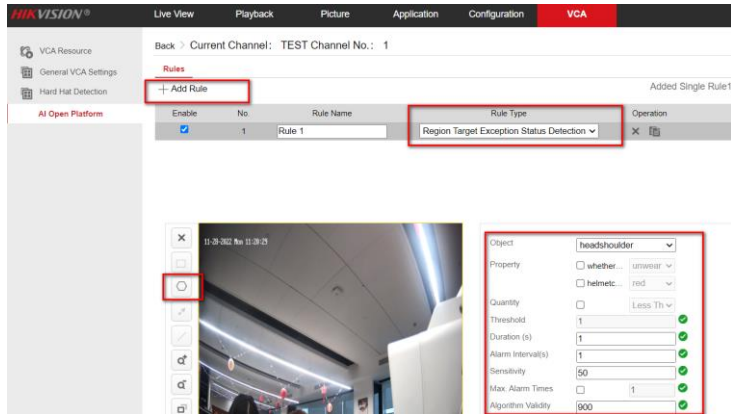 HIKVISION®
Live View Playback Picture Application Configuration VCA
VCA Resource
General VCA Settings
Hard Hat Detection
AI Open Platform
Back > Current Channel: TEST Channel No.: 1
Rules
+ Add Rule
Added Single Rule1
Enable No. Rule Name Rule Type Operation
1 Rule 1 Region Target Exception Status Detection
11-28-2022 Mon 11:20:29
Object headshoulder
Property whether... unwear
helmetc... red
Quantity Less Th
Threshold 1
Duration (s) 1
Alarm Interval(s) 1
Sensitivity 50
Max. Alarm Times 1
Algorithm Validity 900